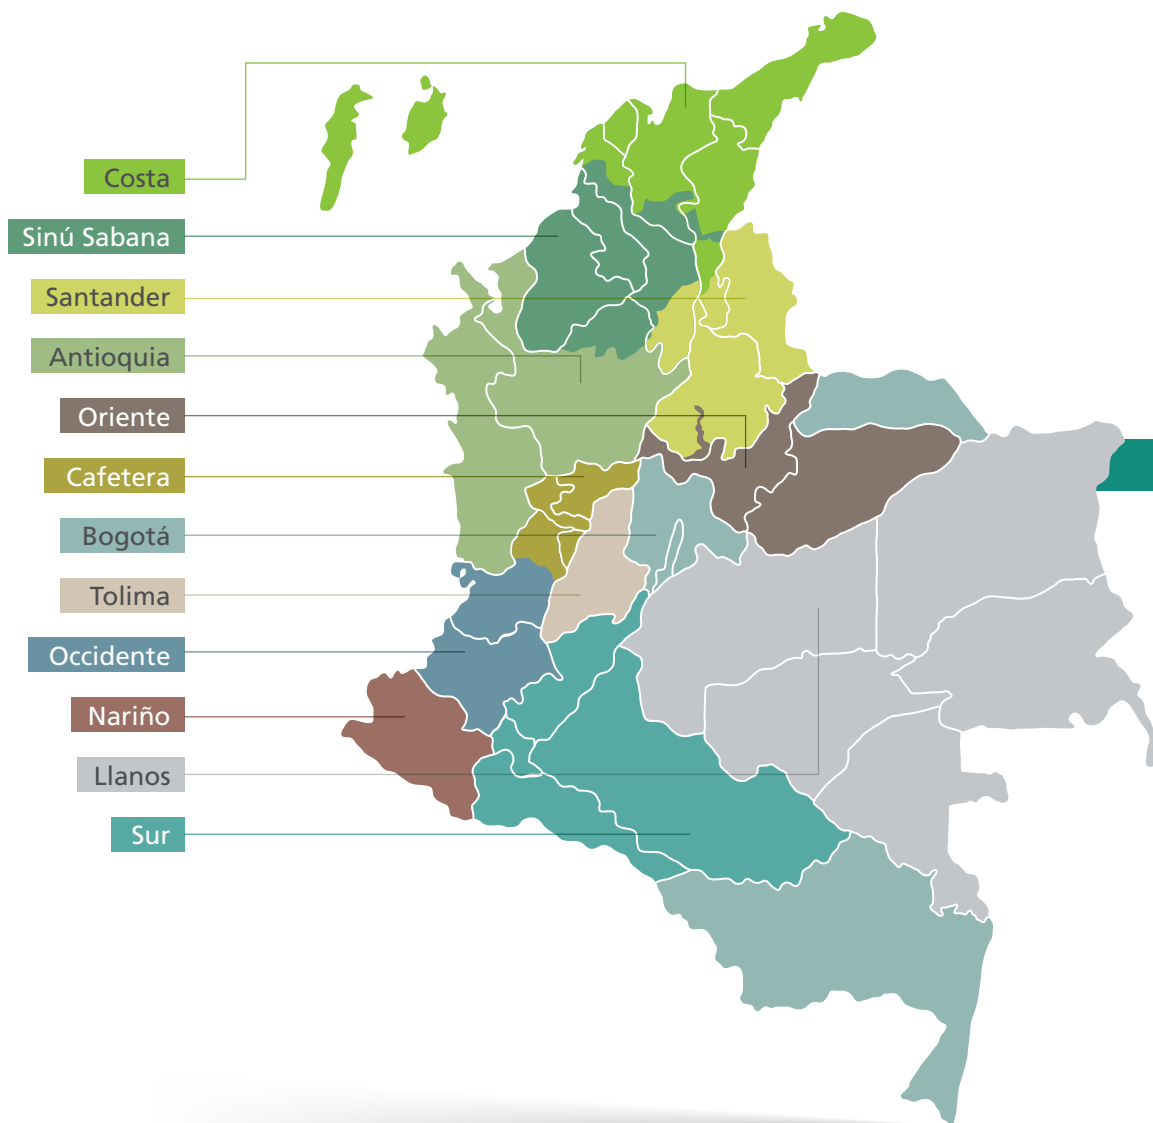 Costa
Sinú Sabana
Santander
Antioquia
Oriente
Cafetera
Bogotá
Tolima
Occidente
Nariño
Llanos
Sur